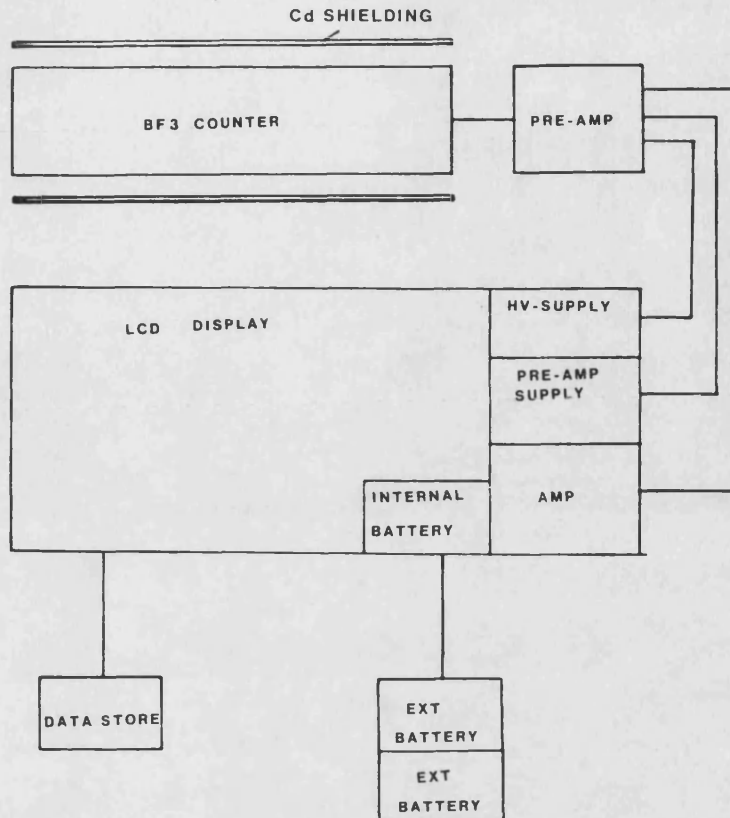 Cd SHIELDING
BF3 COUNTER
PRE-AMP
LCD DISPLAY
HV-SUPPLY
PRE-AMP
SUPPLY
INTERNAL
BATTERY
AMP
DATA STORE
EXT
BATTERY
EXT
BATTERY